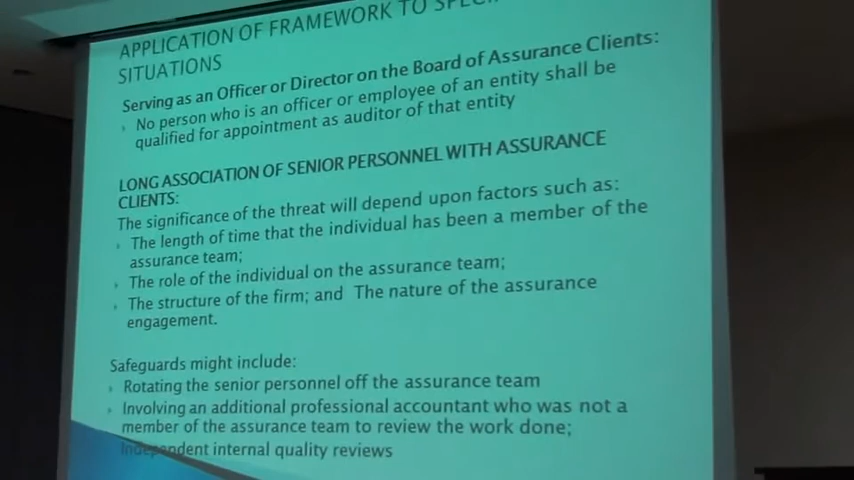 APPLICATION OF FRAMEWORK TO
SITUATIONS
Serving as an Officer or Director on the Board of Assurance Clients:
No person who is an officer or employee of an entity shall be
qualified for appointment as auditor of that entity
LONG ASSOCIATION OF SENIOR PERSONNEL WITH ASSURANCE
CLIENTS:
The significance of the threat will depend upon factors such as:
The length of time that the individual has been a member of the
assurance team;
The role of the individual on the assurance team;
The structure of the firm; and The nature of the assurance
engagement.
Safeguards might include:
Rotating the senior personnel off the assurance team
Involving an additional professional accountant who was not a
member of the assurance team to review the work done;
Independent internal quality reviews